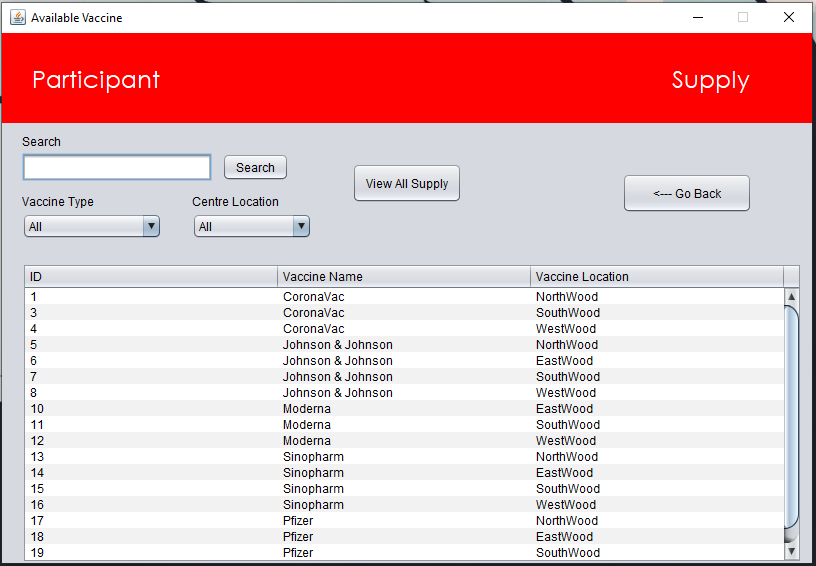 Available Vaccine
Participant Supply
Search
Search
View All Supply
<--- Go Back
Vaccine Type Centre Location
All All
ID Vaccine Name Vaccine Location
1 CoronaVac NorthWood
3 CoronaVac SouthWood
4 CoronaVac WestWood
5 Johnson & Johnson NorthWood
6 Johnson & Johnson EastWood
7 Johnson & Johnson SouthWood
8 Johnson & Johnson WestWood
10 Moderna EastWood
11 Moderna SouthWood
12 Moderna WestWood
13 Sinopharm NorthWood
14 Sinopharm EastWood
15 Sinopharm SouthWood
16 Sinopharm WestWood
17 Pfizer NorthWood
18 Pfizer EastWood
19 Pfizer SouthWood